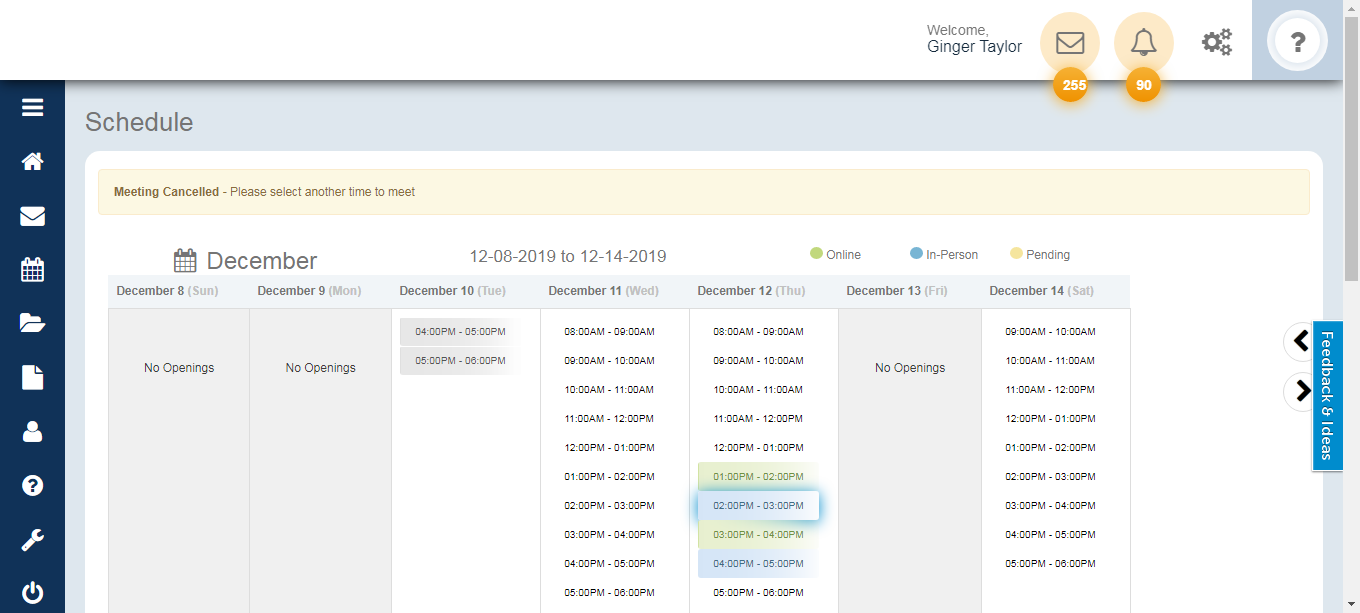 Welcome,
Ginger Taylor
255
90
?
Schedule
Meeting Cancelled - Please select another time to meet
December
12-08-2019 to 12-14-2019
Online
In-Person
Pending
December 8 (Sun)
December 9 (Mon)
December 10 (Tue)
December 11 (Wed)
December 12 (Thu)
December 13 (Fri)
December 14 (Sat)
No Openings
No Openings
04:00PM - 05:00PM
05:00PM - 06:00PM
08:00AM - 09:00AM
09:00AM - 10:00AM
10:00AM - 11:00AM
11:00AM - 12:00PM
12:00PM - 01:00PM
01:00PM - 02:00PM
02:00PM - 03:00PM
03:00PM - 04:00PM
04:00PM - 05:00PM
05:00PM - 06:00PM
08:00AM - 09:00AM
09:00AM - 10:00AM
10:00AM - 11:00AM
11:00AM - 12:00PM
12:00PM - 01:00PM
01:00PM - 02:00PM
02:00PM - 03:00PM
03:00PM - 04:00PM
04:00PM - 05:00PM
05:00PM - 06:00PM
No Openings
09:00AM - 10:00AM
10:00AM - 11:00AM
11:00AM - 12:00PM
12:00PM - 01:00PM
01:00PM - 02:00PM
02:00PM - 03:00PM
03:00PM - 04:00PM
04:00PM - 05:00PM
05:00PM - 06:00PM
Feedback & Ideas